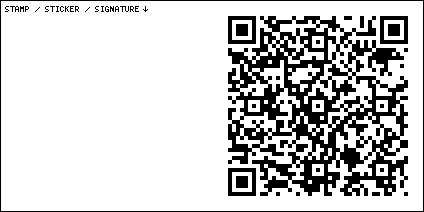 STAMP / STICKER / SIGNATURE ↓